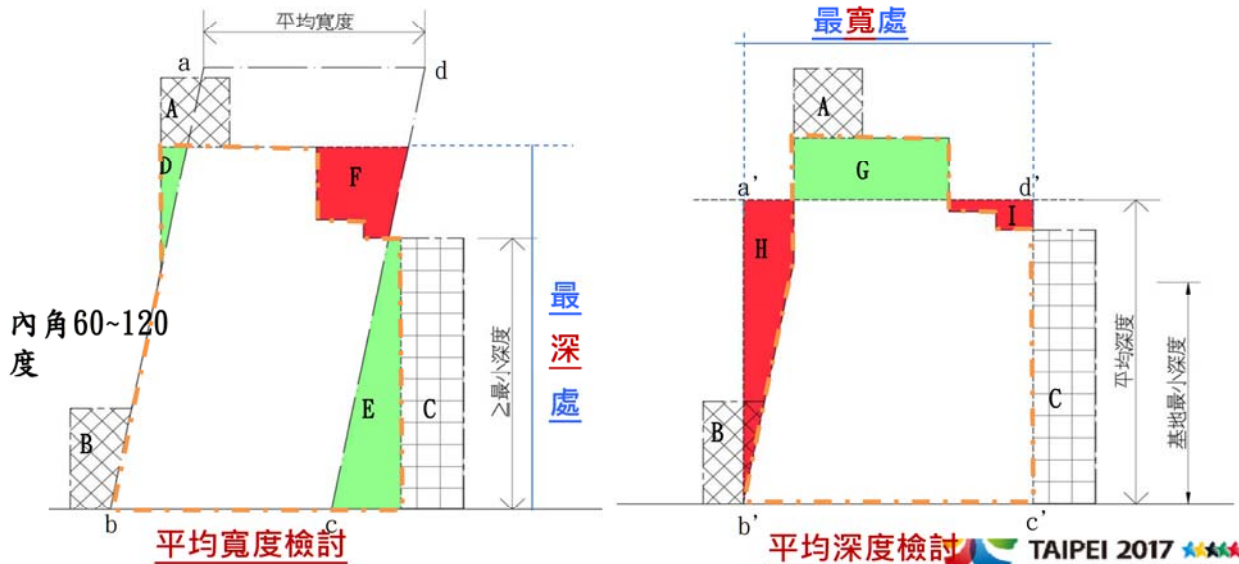 平均寬度
a
d
A
D
F
內角60~120
度
B
E
C
≥最小深度
最
深
處
b
c
平均寬度檢討
最寬處
A
G
a'
d'
H
I
B
C
平均深度
基地最小深度
b'
c'
平均深度檢討
TAIPEI 2017